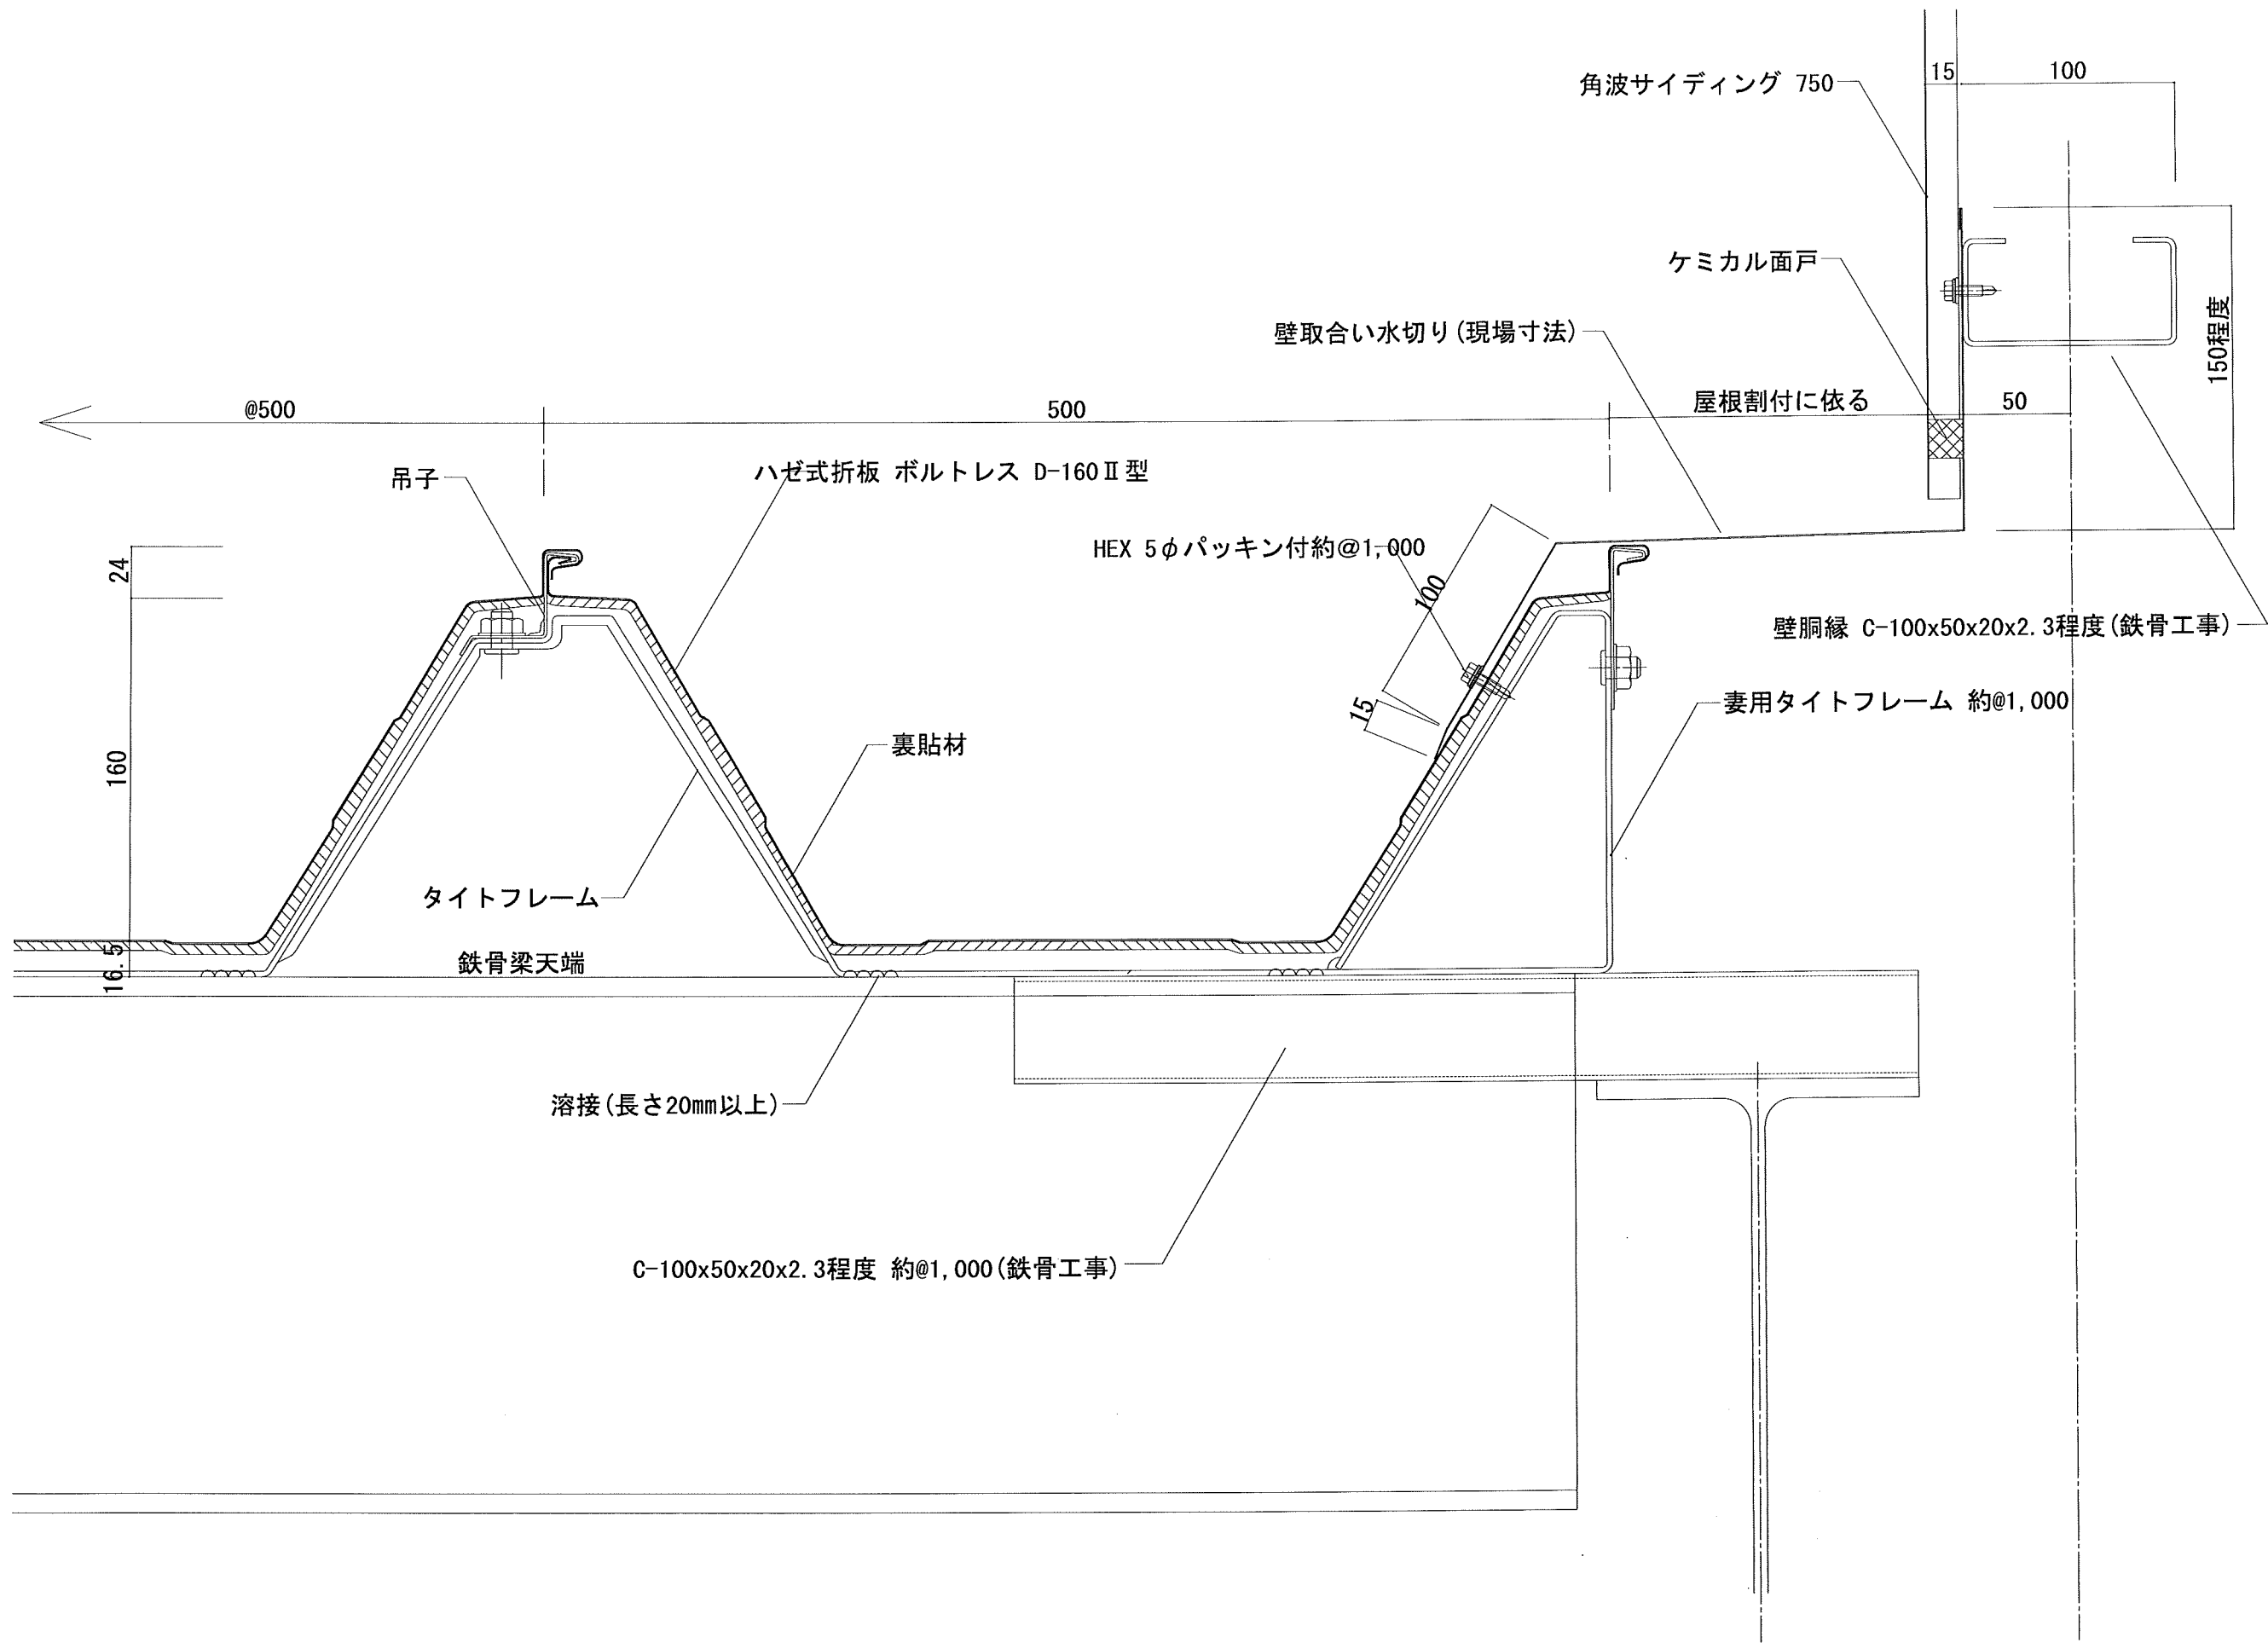 15
100
角波サイディング 750
ケミカル面戸
150程度
壁取合い水切り(現場寸法)
@500
500
屋根割付に依る
50
吊子
ハゼ式折板 ボルトレス D-160Ⅱ型
HEX 5φパッキン付約@1,000
24
100
壁胴縁 C-100x50x20x2.3程度(鉄骨工事)
15
妻用タイトフレーム 約@1,000
裏貼材
160
タイトフレーム
鉄骨梁天端
16.5
溶接(長さ20㎜以上)
C-100x50x20x2.3程度 約@1,000(鉄骨工事)